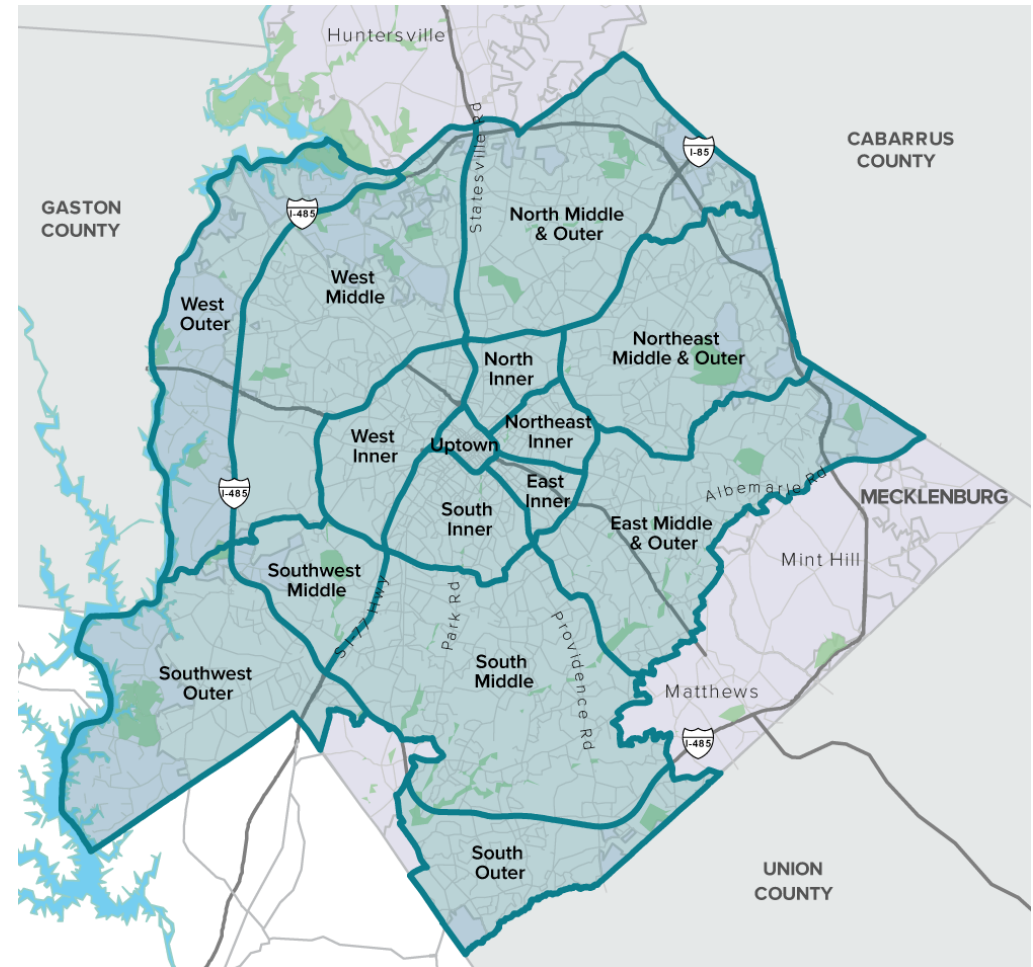 Huntersville
Statesville Rd
I-85
CABARRUS
COUNTY
GASTON
COUNTY
I-485
North Middle
& Outer
West
Middle
West
Outer
Northeast
Middle & Outer
North
Inner
Northeast
Inner
West
Inner
Uptown
East
Inner
I-485
Albemarle Rd
MECKLENBURG
South
Inner
East Middle
& Outer
Mint Hill
Southwest
Middle
S I-77 Hwy
Park Rd
Providence Rd
Southwest
Outer
South
Middle
Matthews
I-485
South
Outer
UNION
COUNTY